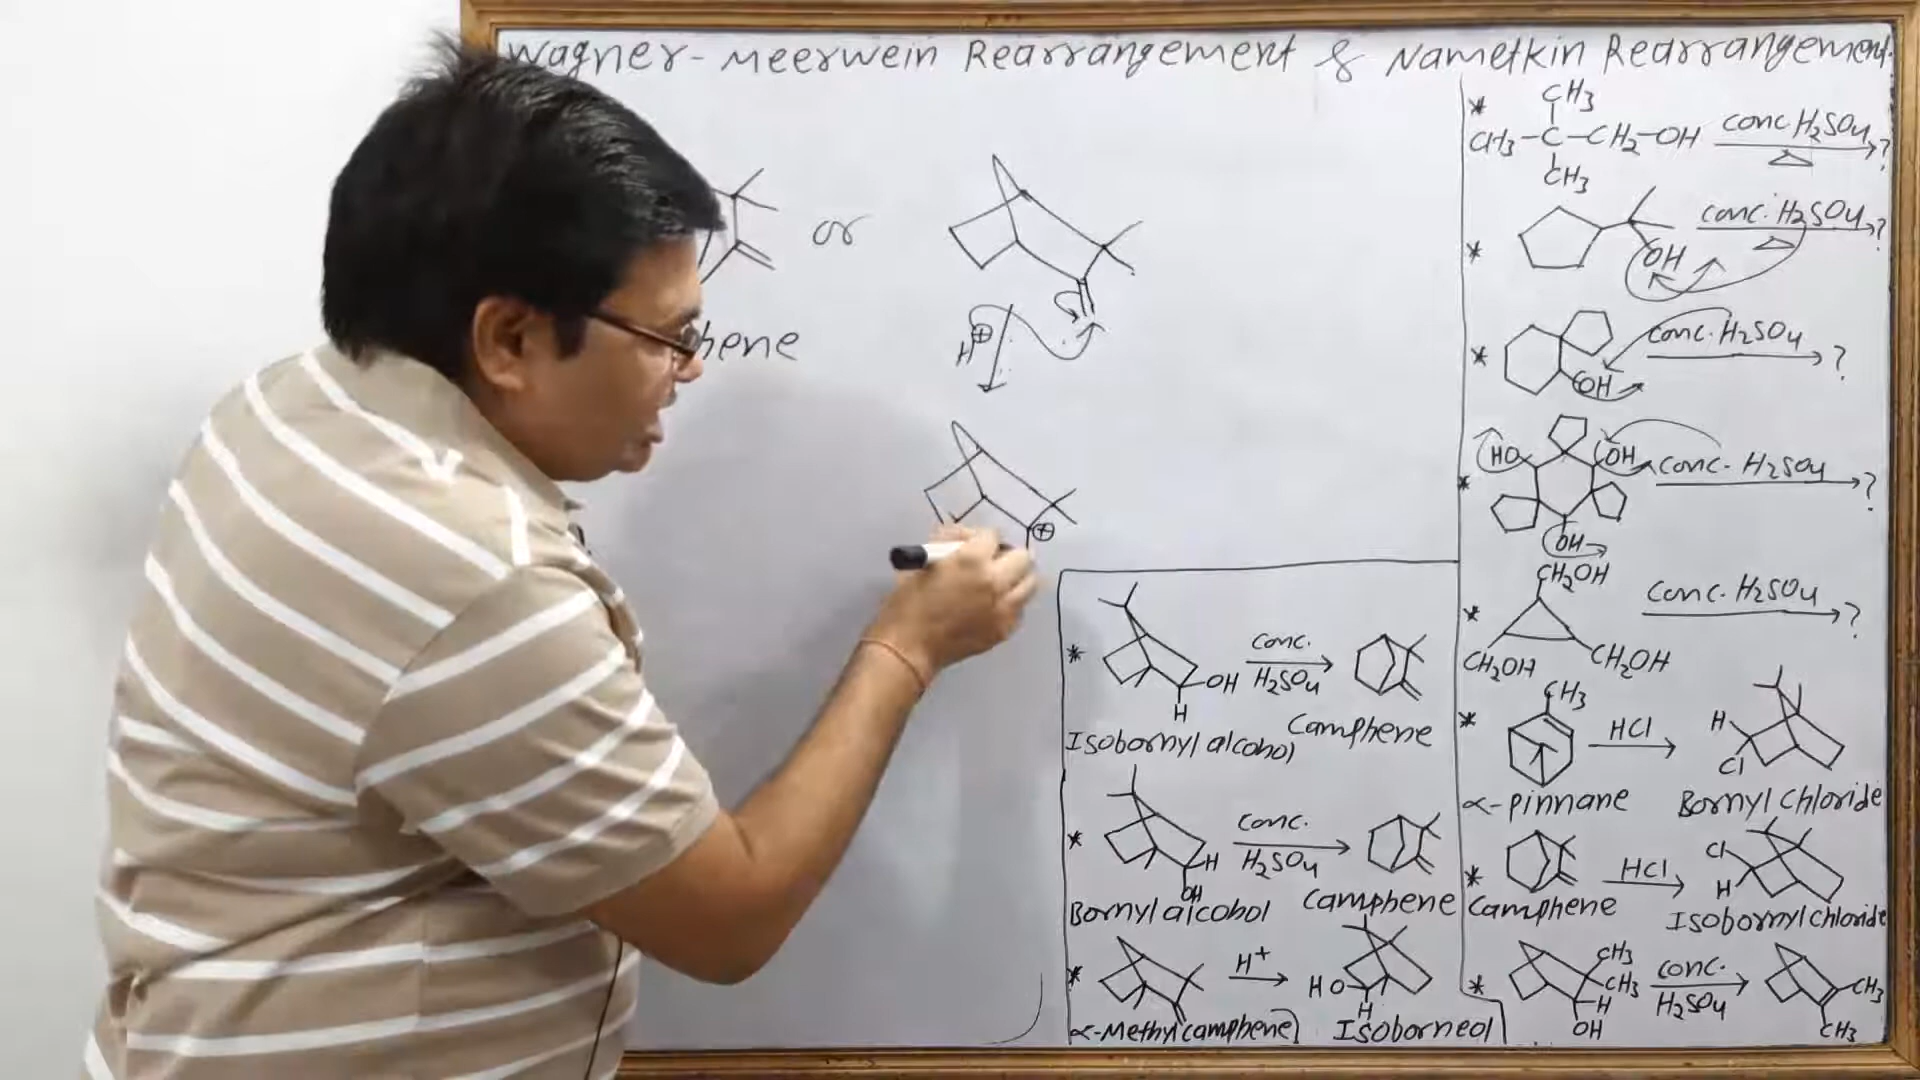 Wagner-Meerwein Rearrangement & Nametkin Rearrangement
or
H⊕
⊕
* CH3
CH3-C-CH2-OH conc. H2SO4 ?
CH3 △
* OH conc. H2SO4 ?
△
* OH conc. H2SO4 ?
* HO OH conc. H2SO4 ?
OH
* CH2OH conc. H2SO4 ?
CH2OH CH2OH
* CH3 HCl H Cl
α-pinnane Bornyl chloride
* HCl Cl H
Camphene Isobornyl chloride
* CH3 CH3 H OH conc. H2SO4 CH3 CH3
* OH H conc. H2SO4
Isobornyl alcohol Camphene
* H OH conc. H2SO4
Bornyl alcohol Camphene
* H+ HO H
α-Methyl camphene Isoborneol